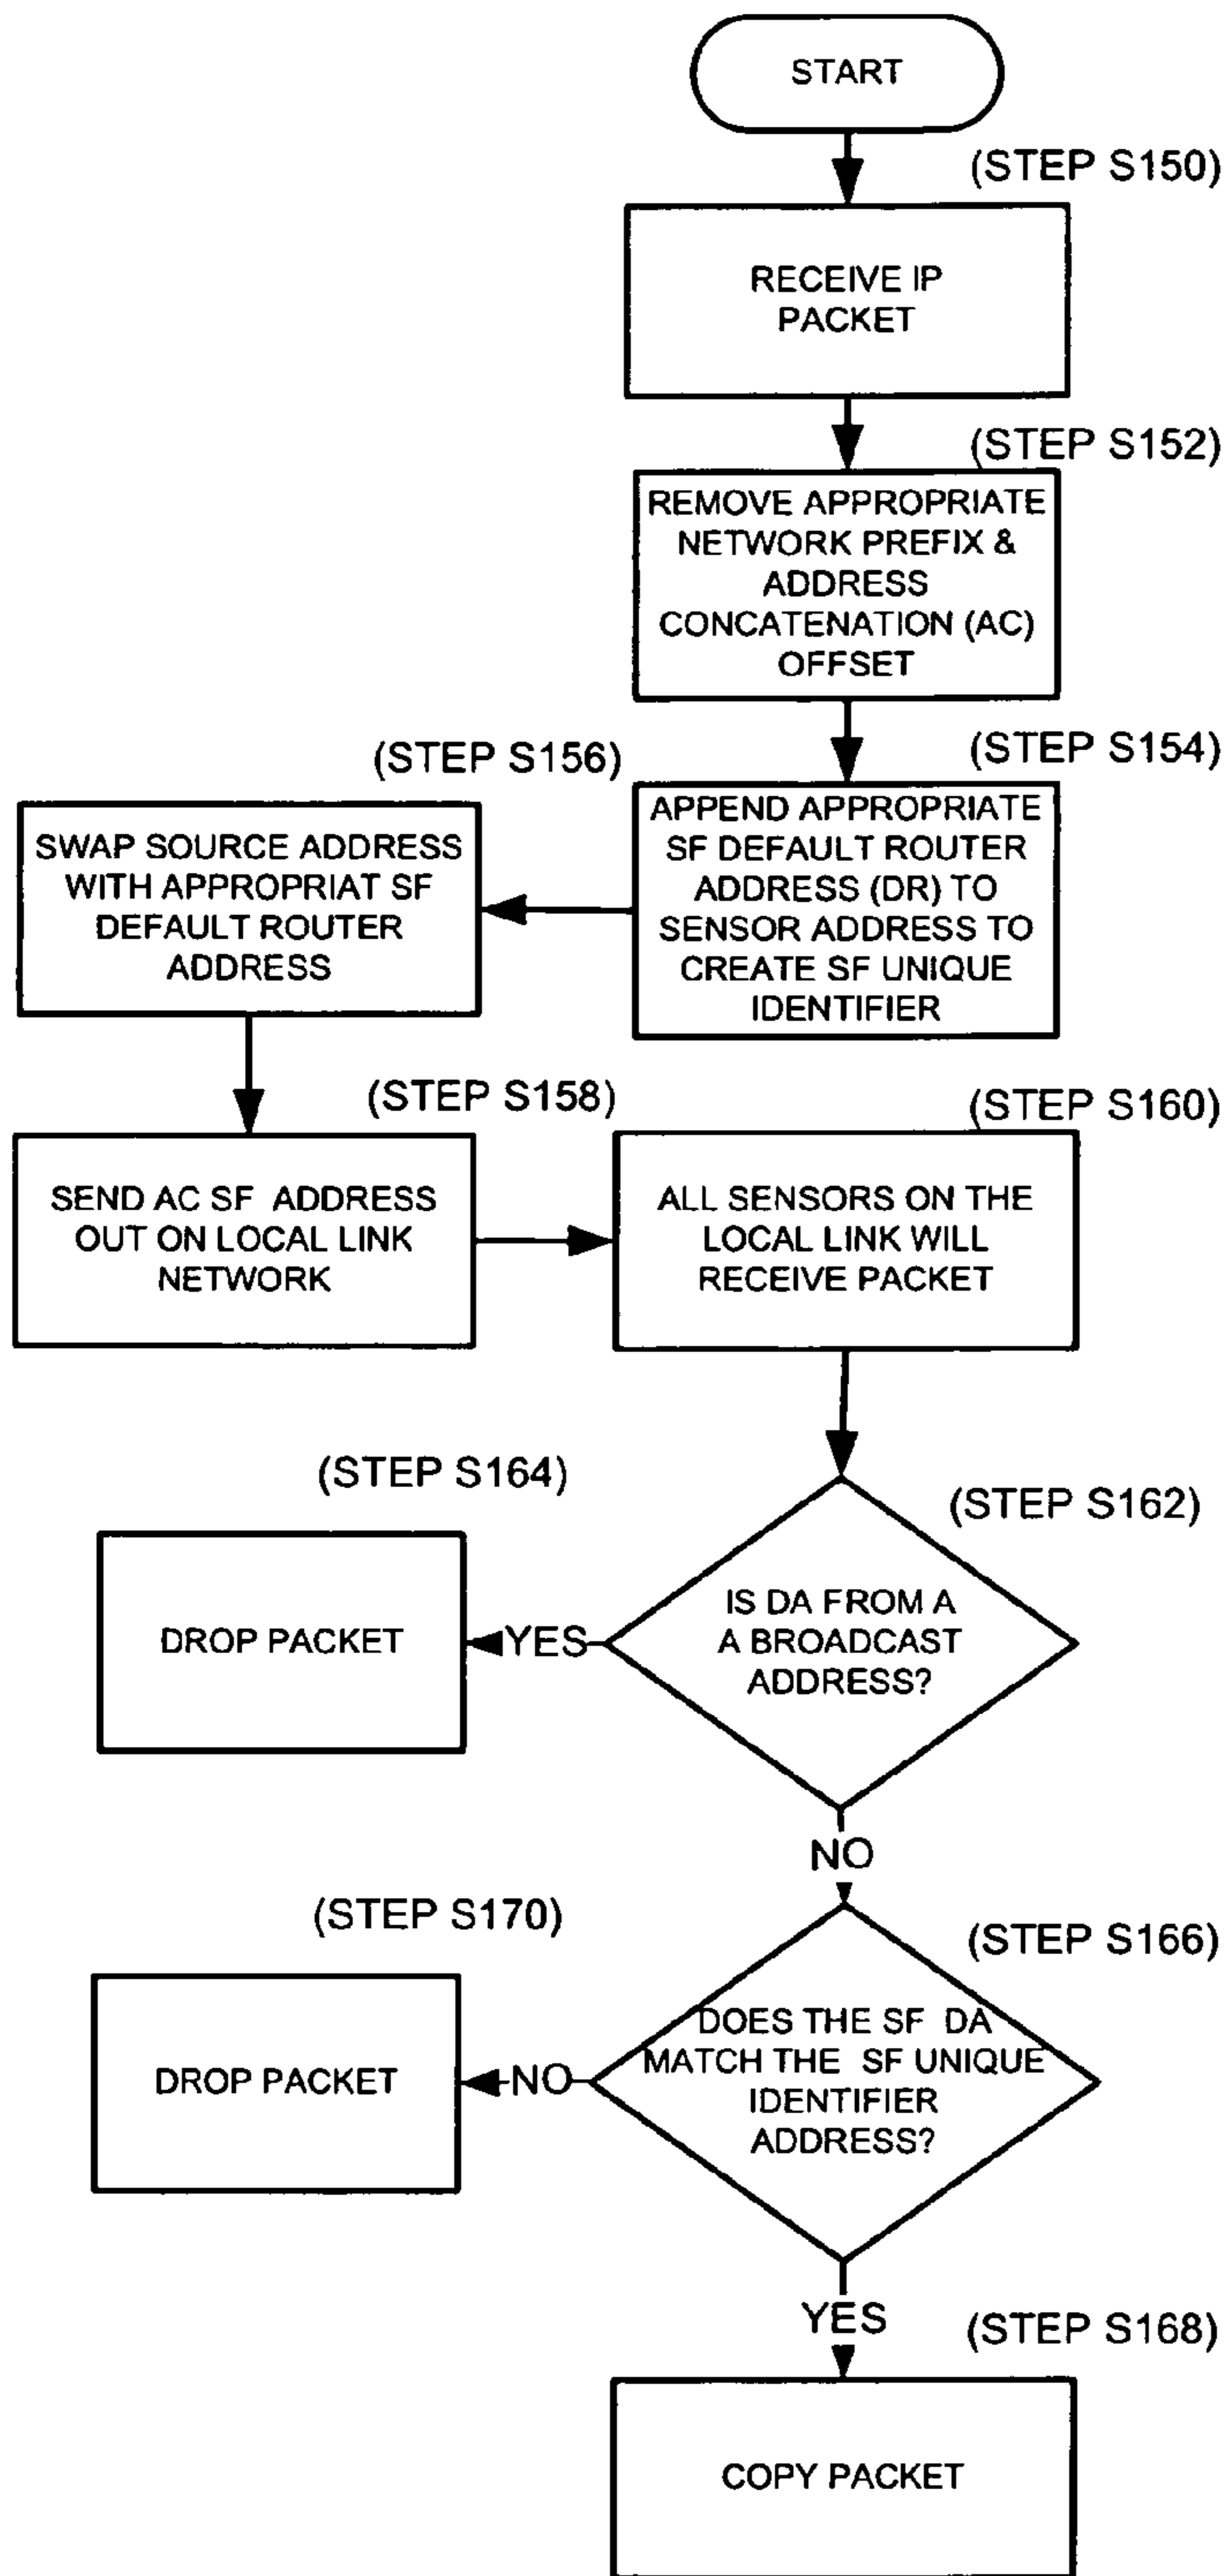 START
(STEP S150)
RECEIVE IP
PACKET
(STEP S152)
REMOVE APPROPRIATE
NETWORK PREFIX &
ADDRESS
CONCATENATION (AC)
OFFSET
(STEP S154)
APPEND APPROPRIATE
SF DEFAULT ROUTER
ADDRESS (DR) TO
SENSOR ADDRESS TO
CREATE SF UNIQUE
IDENTIFIER
(STEP S156)
SWAP SOURCE ADDRESS
WITH APPROPRIAT SF
DEFAULT ROUTER
ADDRESS
(STEP S158)
SEND AC SF ADDRESS
OUT ON LOCAL LINK
NETWORK
(STEP S160)
ALL SENSORS ON THE
LOCAL LINK WILL
RECEIVE PACKET
(STEP S162)
IS DA FROM A
A BROADCAST
ADDRESS?
YES
(STEP S164)
DROP PACKET
NO
(STEP S166)
DOES THE SF DA
MATCH THE SF UNIQUE
IDENTIFIER
ADDRESS?
NO
(STEP S170)
DROP PACKET
YES
(STEP S168)
COPY PACKET